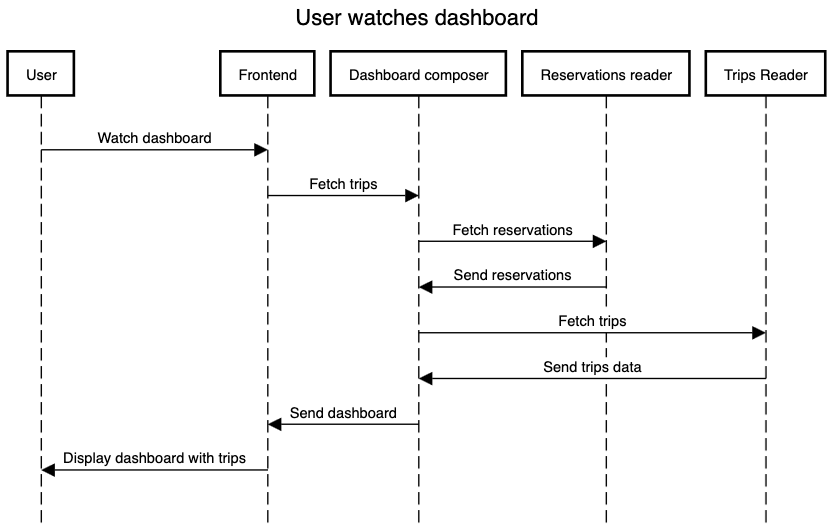 User watches dashboard
User
Frontend
Dashboard composer
Reservations reader
Trips Reader
Watch dashboard
Fetch trips
Fetch reservations
Send reservations
Fetch trips
Send trips data
Send dashboard
Display dashboard with trips